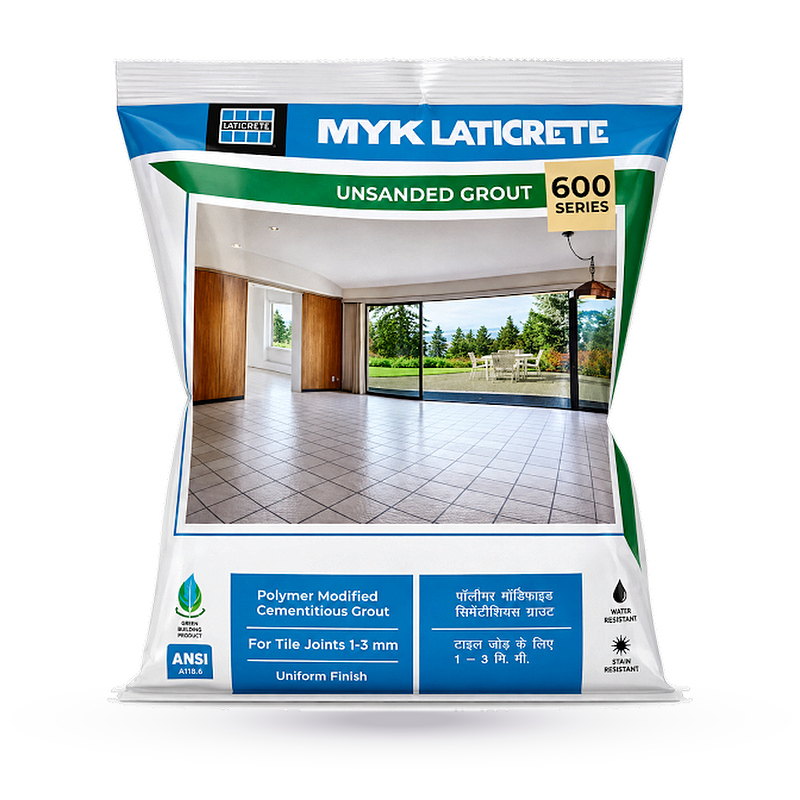 LATICRETE
MYK LATICRETE
UNSANDED GROUT
600
SERIES
GREEN
BUILDING
PRODUCT
ANSI
A118.6
Polymer Modified
Cementitious Grout
For Tile Joints 1-3 mm
Uniform Finish
पॉलीमर मॉडिफाइड
सिमेंटीशियस ग्राउट
टाइल जोड़ के लिए
1 – 3 मि. मी.
WATER
RESISTANT
STAIN
RESISTANT